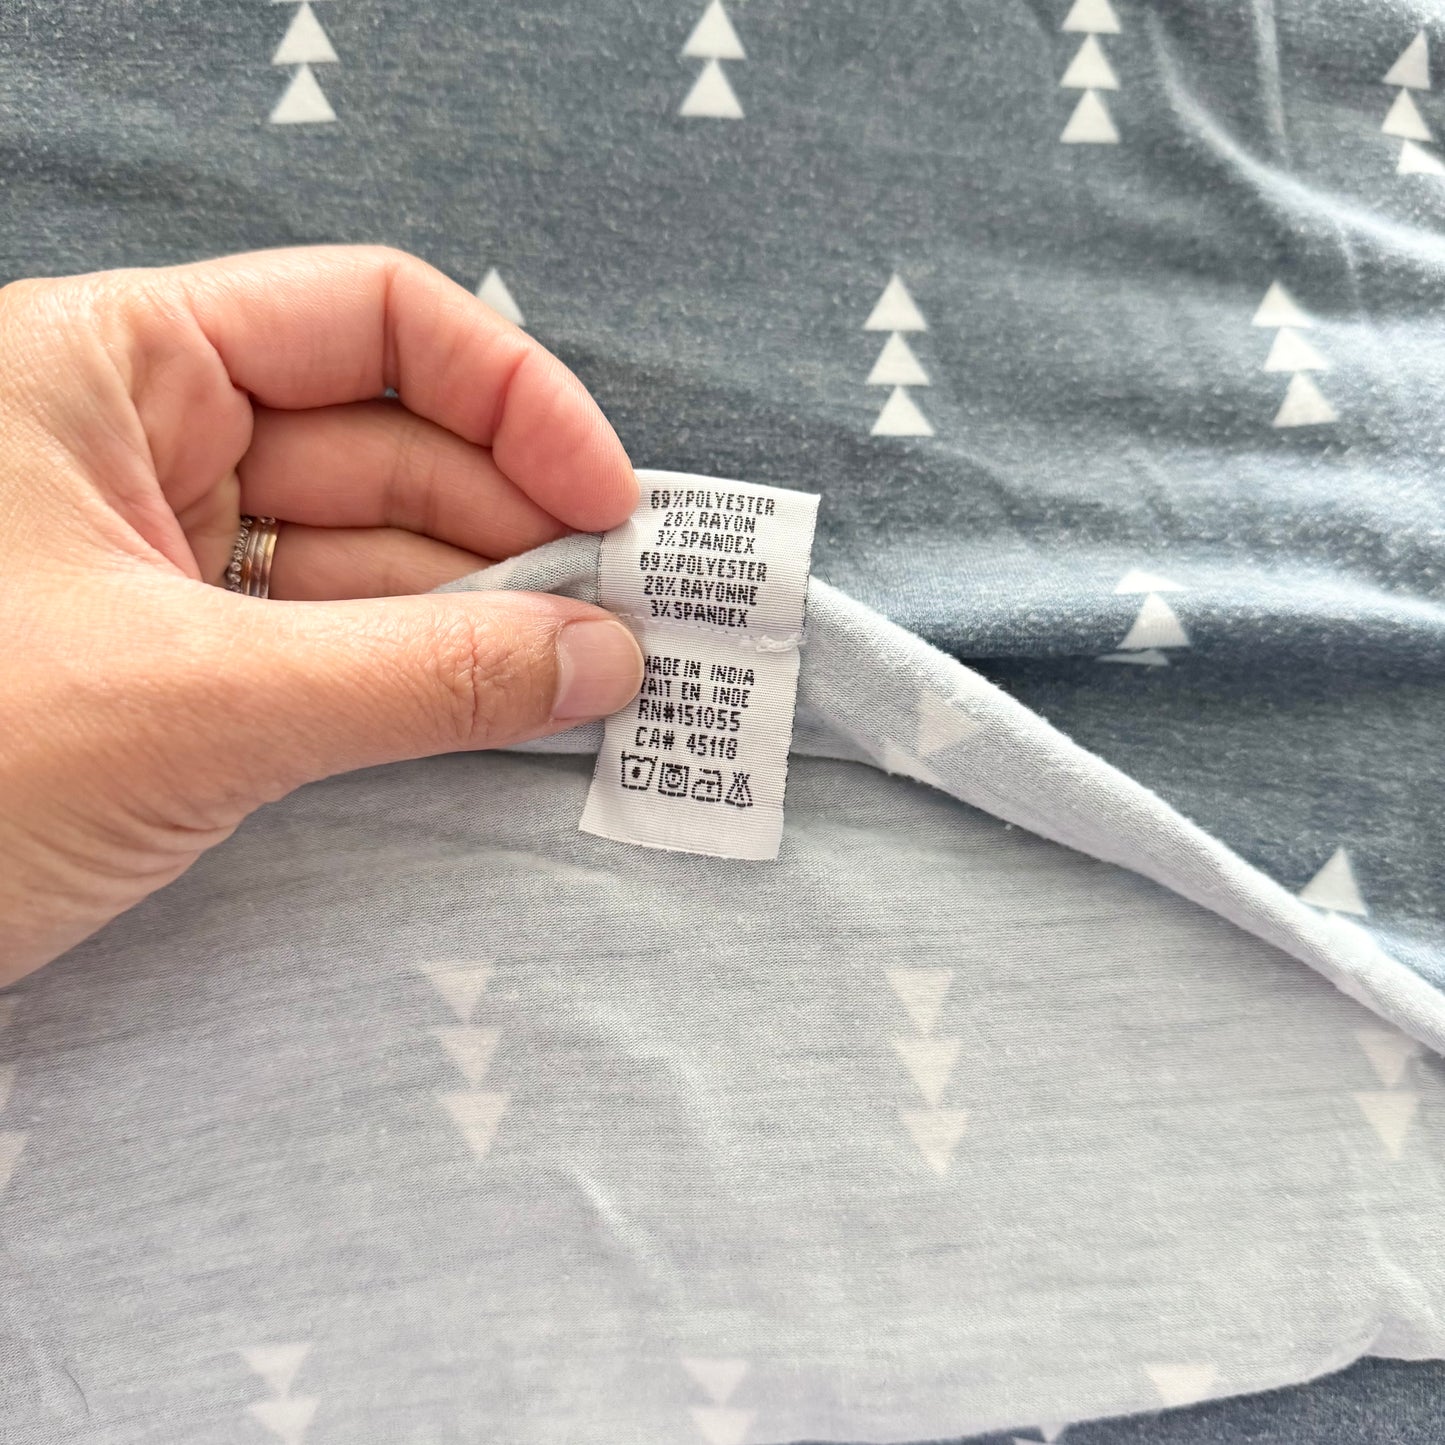 69%POLYESTER
28% RAYON
3% SPANDEX
69%POLYESTER
28% RAYONNE
3% SPANDEX
MADE IN INDIA
FAIT EN INDE
RN#151055
CA# 45118